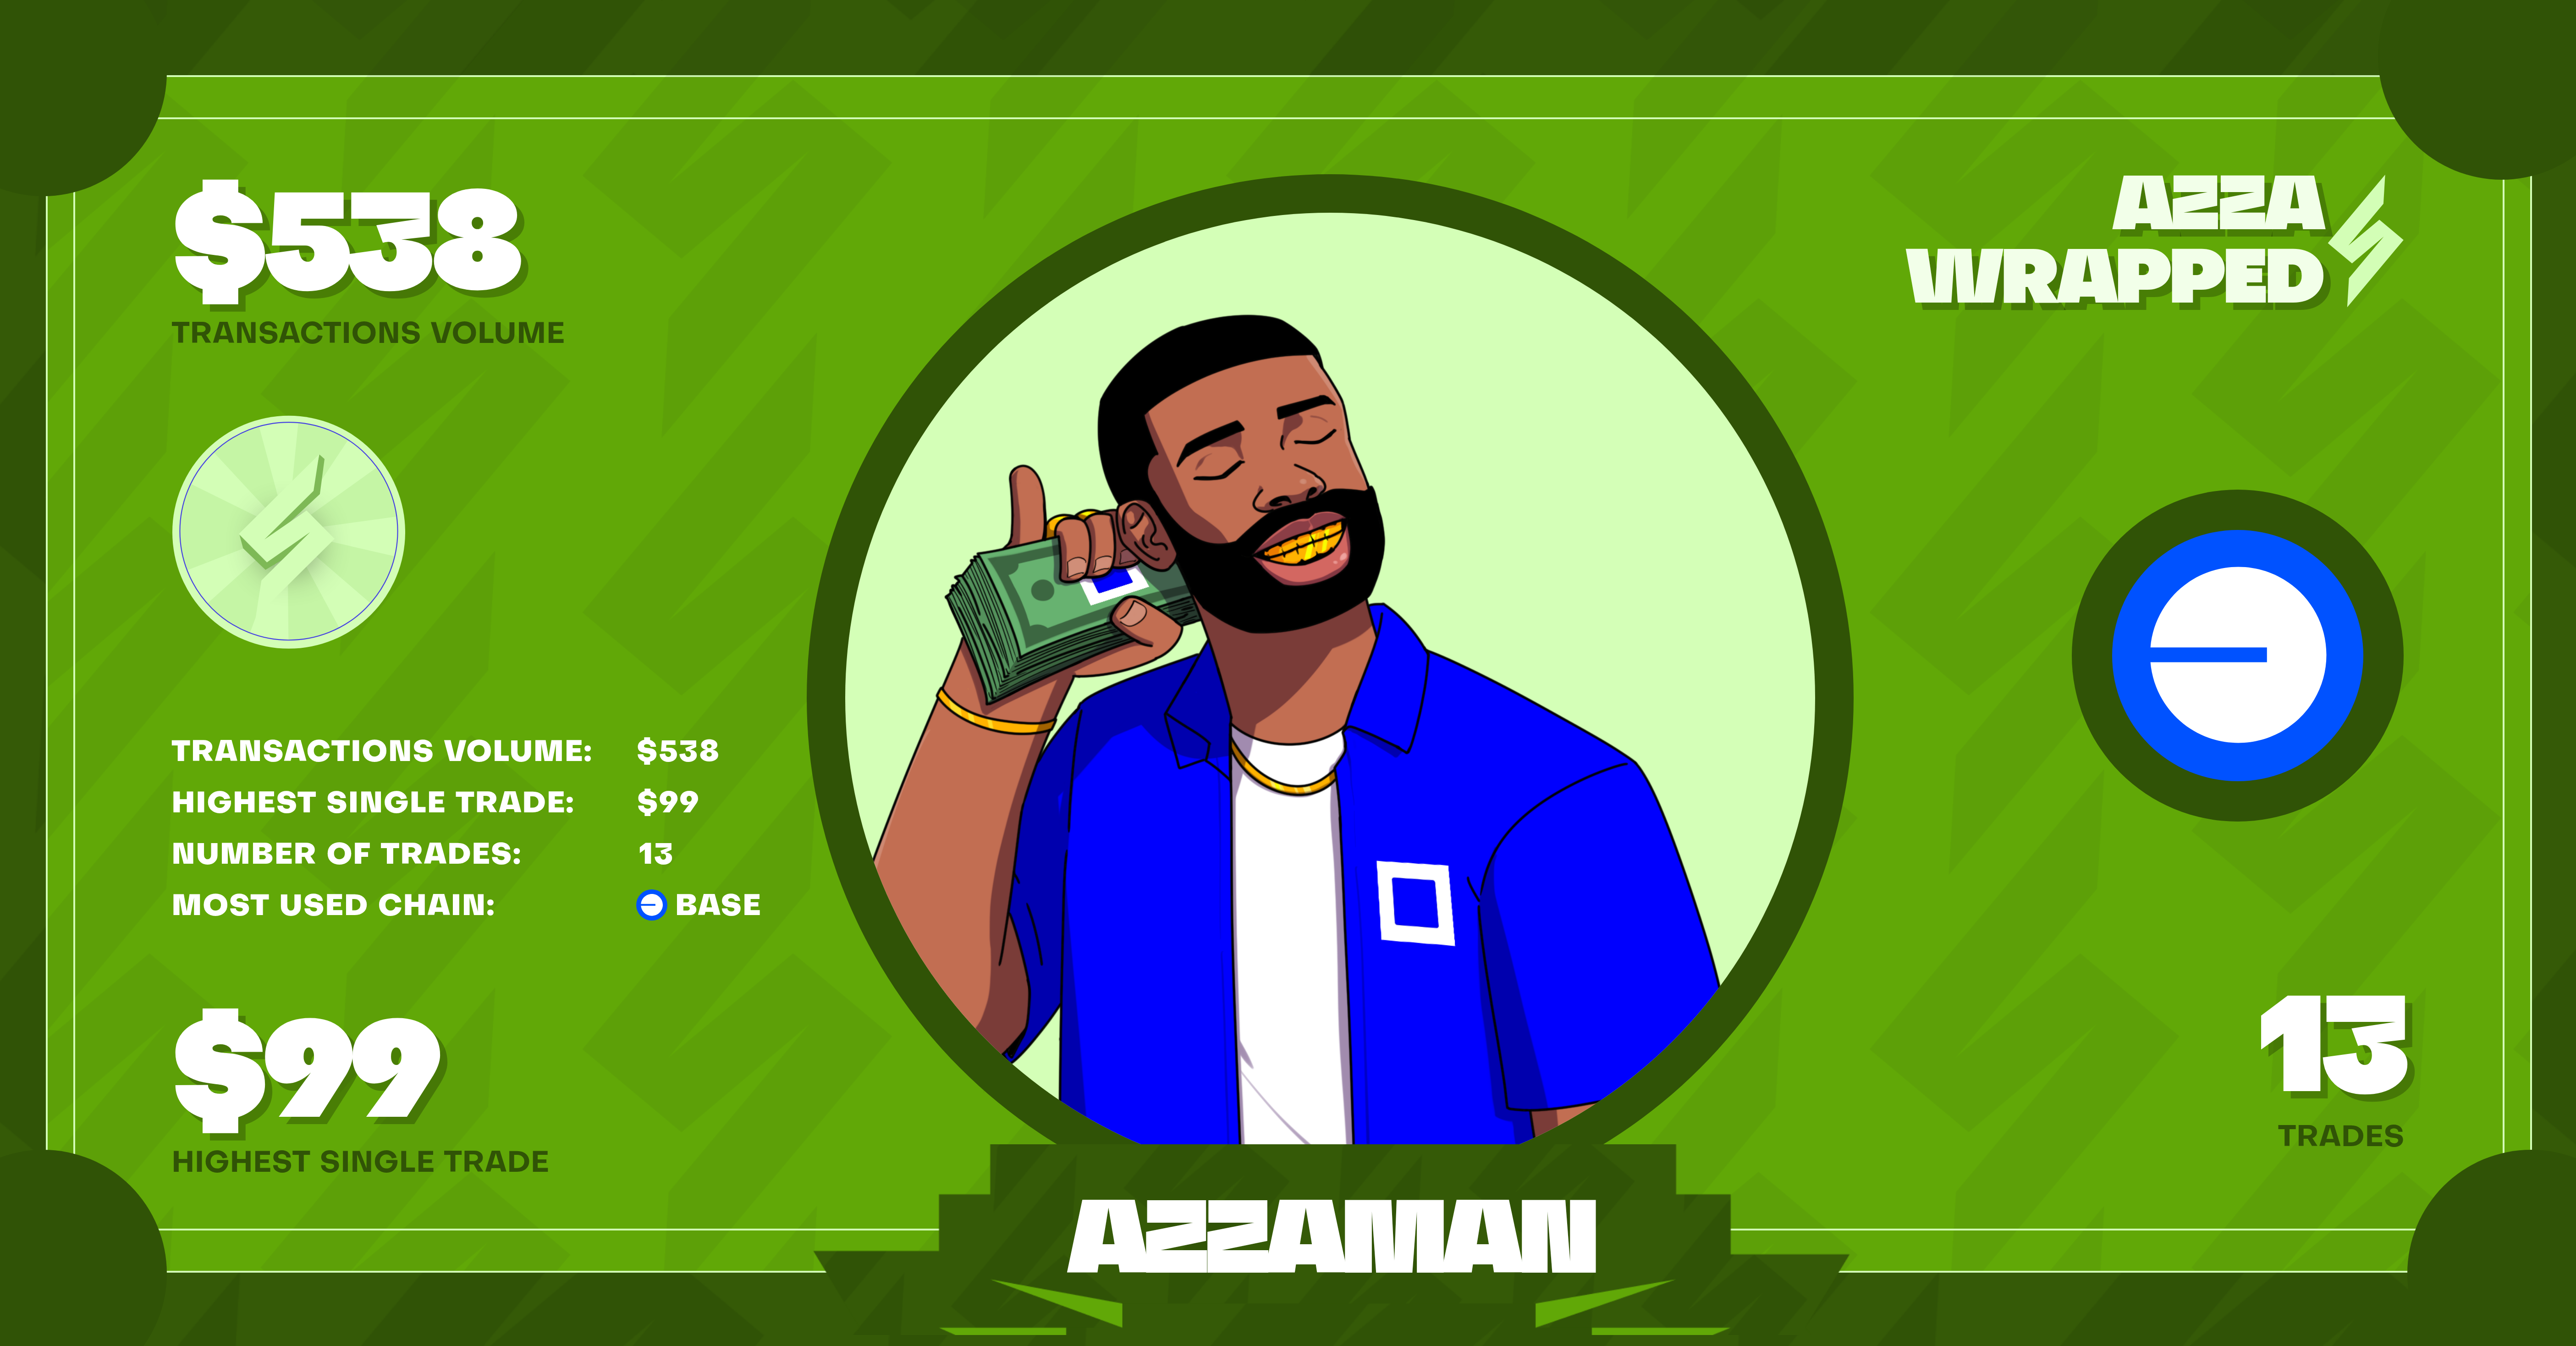 $538
TRANSACTIONS VOLUME
AZZA
WRAPPED
TRANSACTIONS VOLUME: $538
HIGHEST SINGLE TRADE: $99
NUMBER OF TRADES: 13
MOST USED CHAIN: BASE
$99
HIGHEST SINGLE TRADE
13
TRADES
AZZAMAN